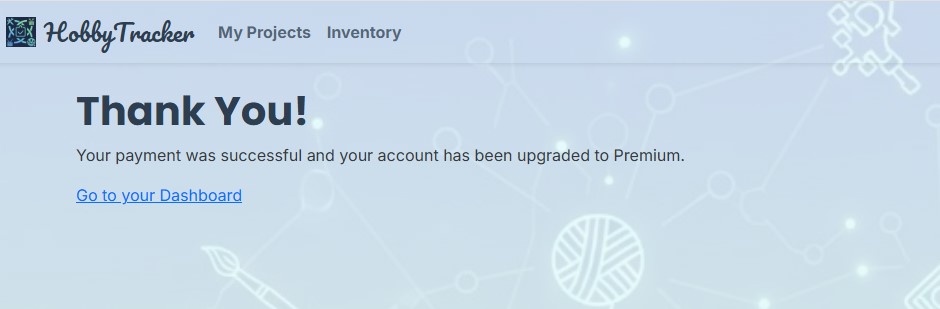 HobbyTracker My Projects Inventory
Thank You!
Your payment was successful and your account has been upgraded to Premium.
Go to your Dashboard